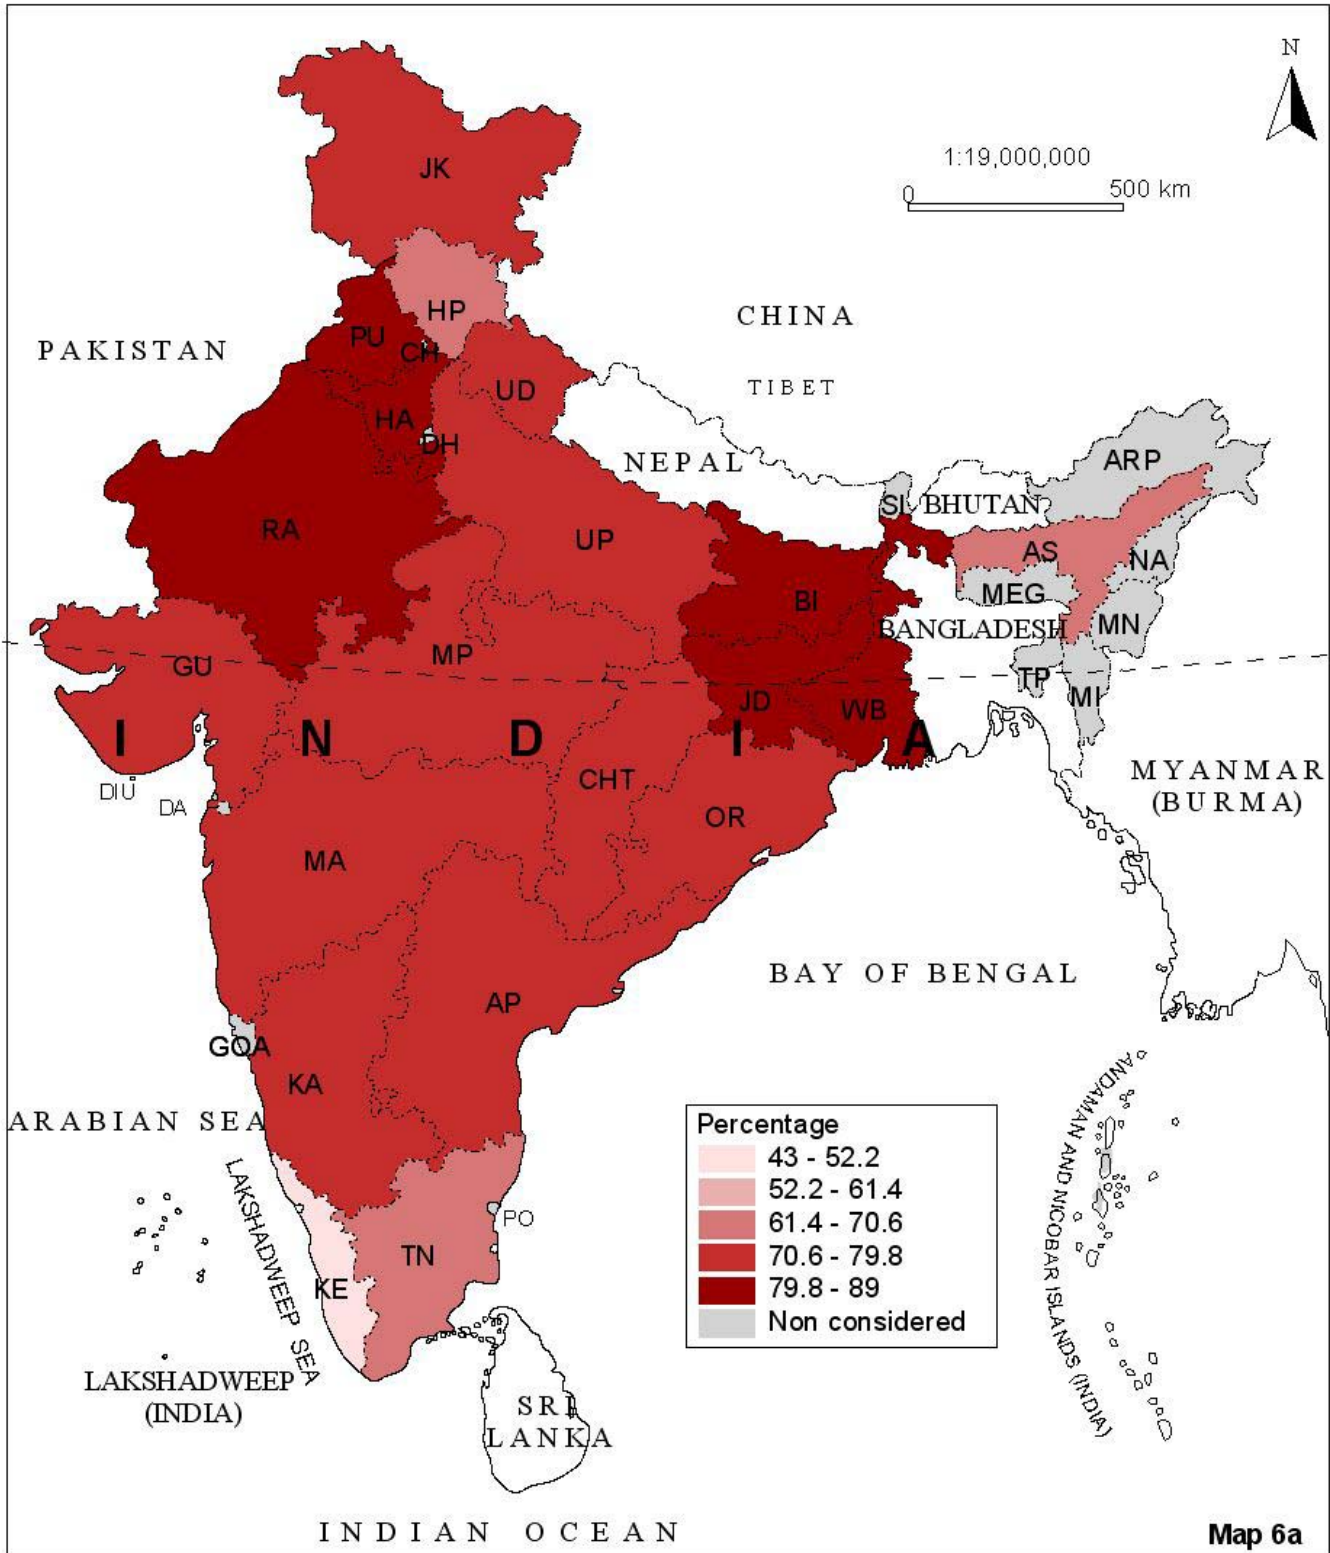 N
1:19,000,000
0
500 km
JK
HP
PU
CH
UD
HA
DH
CHINA
TIBET
PAKISTAN
NEPAL
RA
UP
SI
BHUTAN
ARP
AS
NA
MEG
BI
BANGLADESH
MN
GU
MP
TP
MI
JD
WB
I N D I A
CHT
DIU
DA
OR
MYANMAR
(BURMA)
MA
BAY OF BENGAL
AP
GOA
KA
ARABIAN SEA
LAKSHADWEEP SEA
ANDAMAN AND NICOBAR ISLANDS (INDIA)
Percentage
43 - 52.2
52.2 - 61.4
61.4 - 70.6
70.6 - 79.8
79.8 - 89
Non considered
PO
TN
KE
LAKSHADWEEP
(INDIA)
SRI
LANKA
INDIAN OCEAN
Map 6a